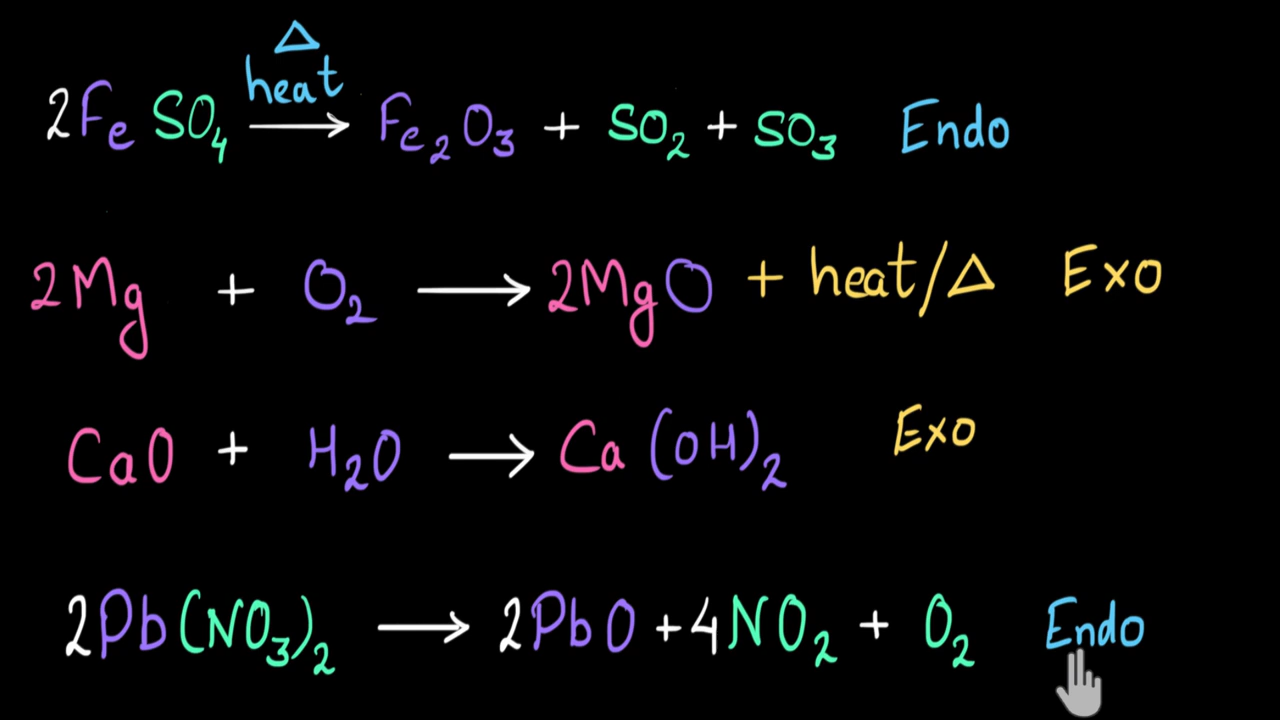 Δ
heat
2FeSO₄ → Fe₂O₃ + SO₂ + SO₃ Endo
2Mg + O₂ → 2MgO + heat/Δ Exo
CaO + H₂O → Ca(OH)₂ Exo
2Pb(NO₃)₂ → 2PbO + 4NO₂ + O₂ Endo